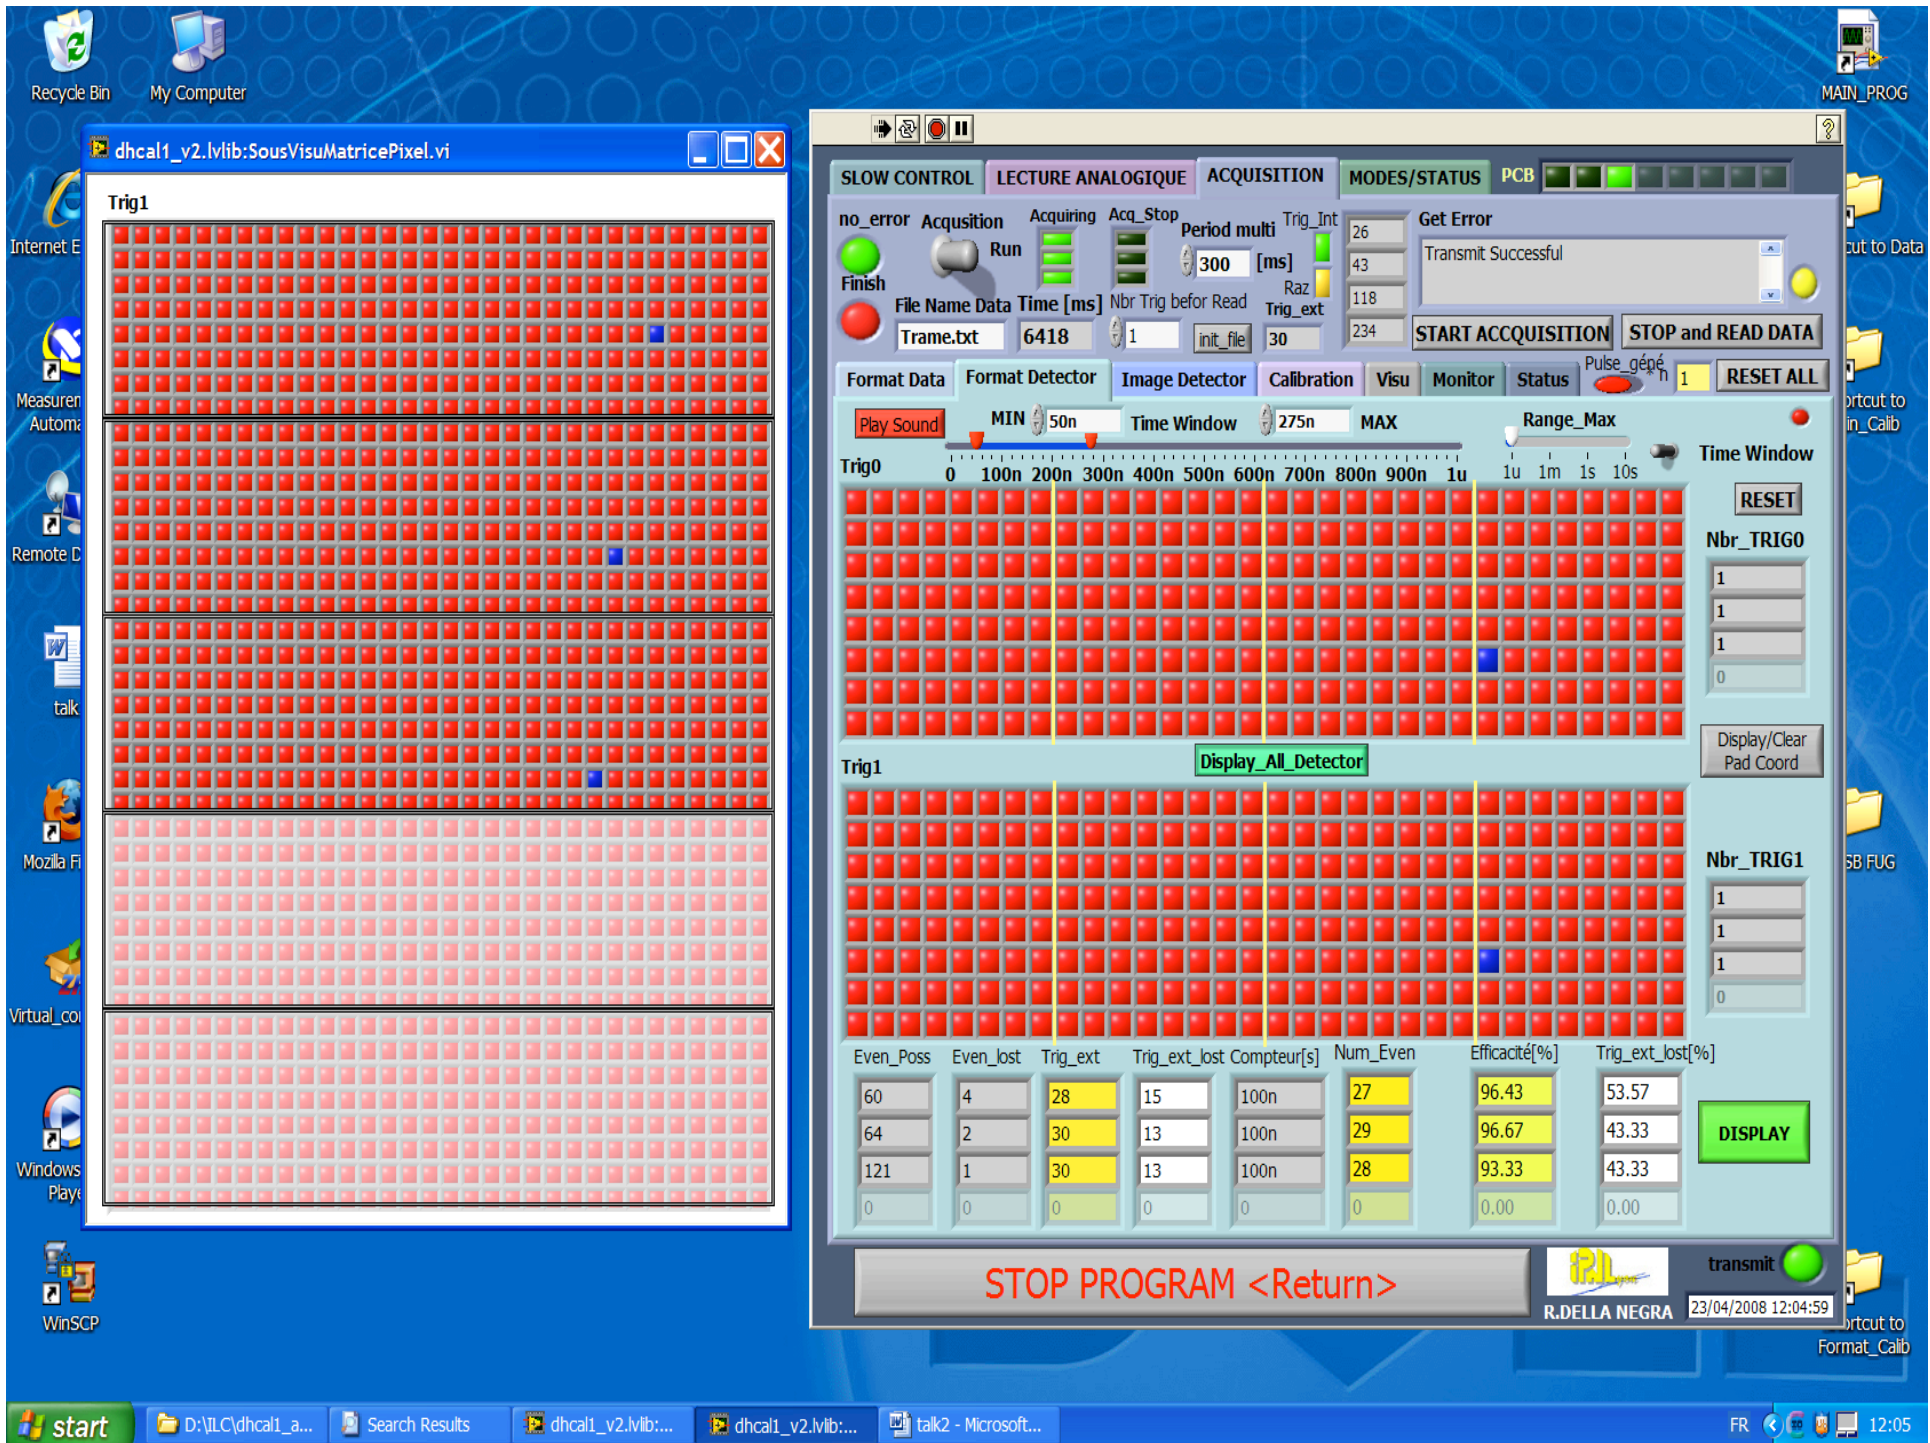 Recycle Bin
My Computer
MAIN_PROG
dhcal1_v2.lvlib:SousVisuMatricePixel.vi
Trig1
Internet E
Measuren
Automa
Remote D
talk
Mozilla Fi
Virtual_co
Windows
Playe
WinSCP
SLOW CONTROL
LECTURE ANALOGIQUE
ACQUISITION
MODES/STATUS
PCB
no_error
Acqusition
Run
Acquiring
Acq_Stop
Period multi
300
[ms]
Trig_Int
Raz
26
43
118
234
Get Error
Transmit Successful
Finish
File Name Data
Trame.txt
Time [ms]
6418
Nbr Trig befor Read
1
init_file
Trig_ext
30
START ACCQUISITION
STOP and READ DATA
Format Data
Format Detector
Image Detector
Calibration
Visu
Monitor
Status
Pulse_géné
* n
1
RESET ALL
Play Sound
MIN
50n
Time Window
275n
MAX
Range_Max
Time Window
Trig0
0 100n 200n 300n 400n 500n 600n 700n 800n 900n 1u
1u 1m 1s 10s
RESET
Nbr_TRIG0
1
1
1
0
Display/Clear
Pad Coord
Display_All_Detector
Trig1
Nbr_TRIG1
1
1
1
0
Even_Poss Even_lost Trig_ext Trig_ext_lost Compteur[s] Num_Even Efficacité[%] Trig_ext_lost[%]
60 4 28 15 100n 27 96.43 53.57
64 2 30 13 100n 29 96.67 43.33
121 1 30 13 100n 28 93.33 43.33
0 0 0 0 0 0 0.00 0.00
DISPLAY
STOP PROGRAM <Return>
R.DELLA NEGRA
transmit
23/04/2008 12:04:59
cut to Data
ortcut to
in_Calib
SB FUG
ortcut to
Format_Calib
start
D:\ILC\dhcal1_a...
Search Results
dhcal1_v2.lvlib:...
dhcal1_v2.lvlib:...
talk2 - Microsoft...
FR
12:05